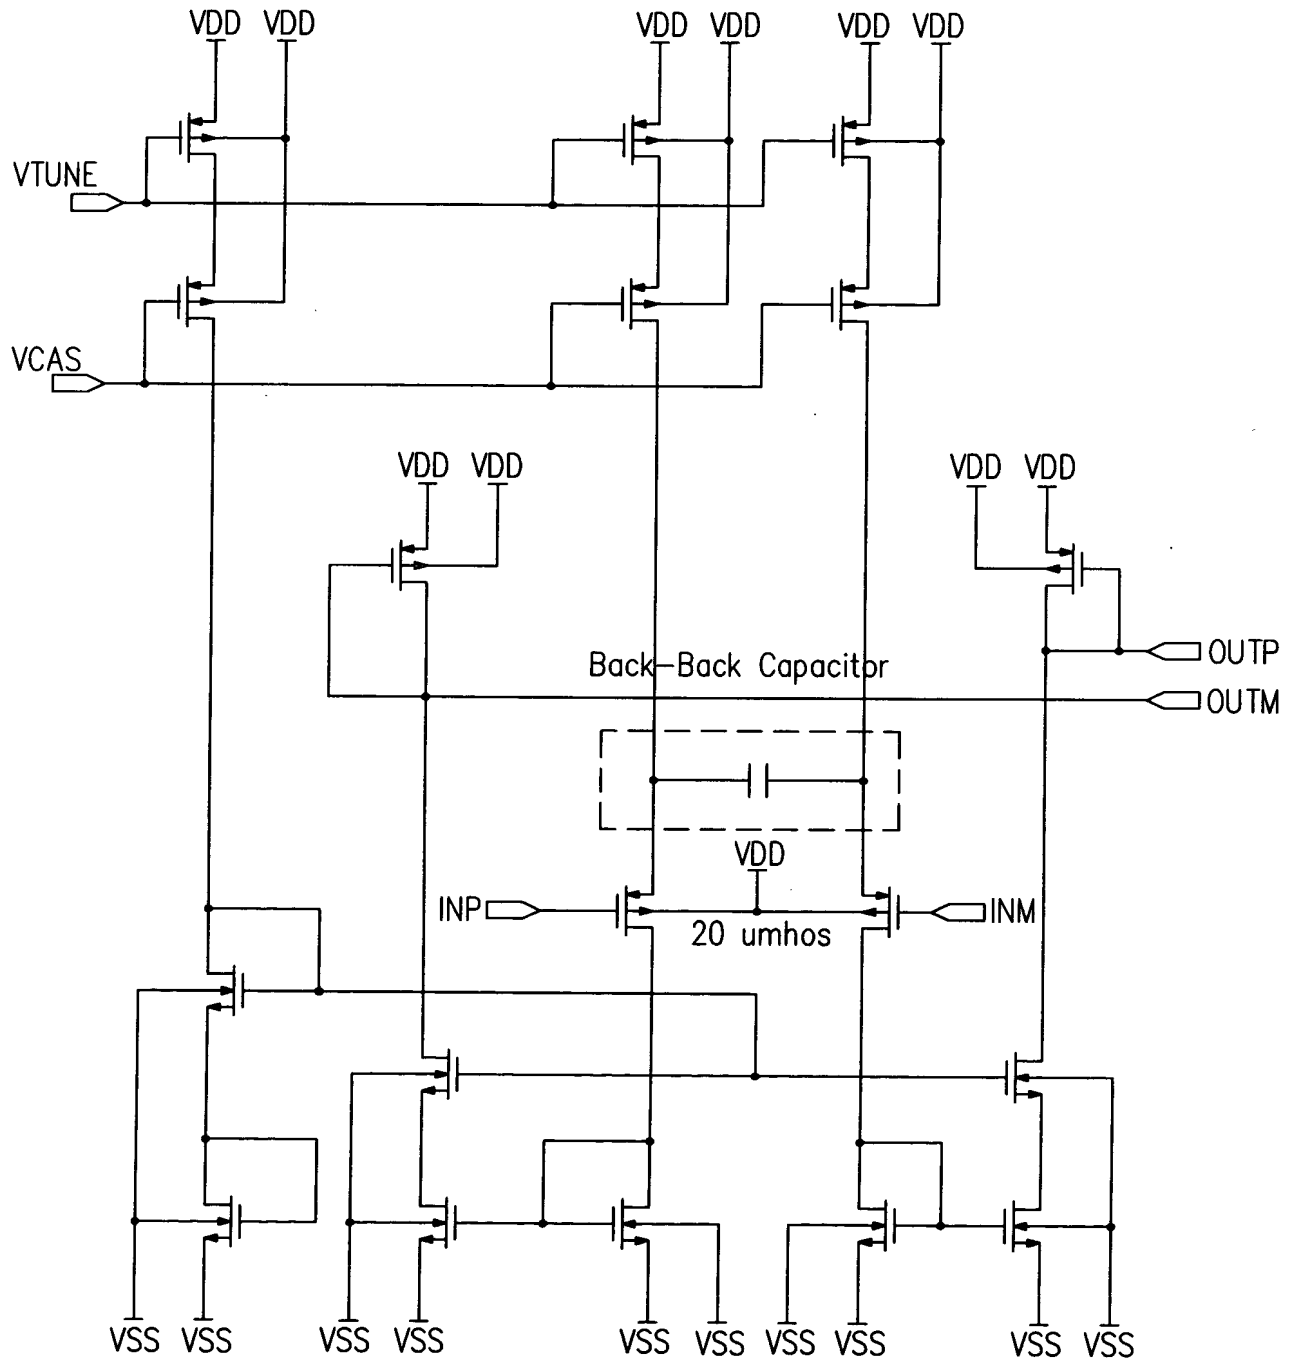 VDD VDD VDD VDD VDD VDD
VTUNE
VCAS
VDD VDD VDD VDD
Back-Back Capacitor
OUTP
OUTM
VDD
INP
INM
20 umhos
VSS VSS VSS VSS VSS VSS VSS VSS VSS VSS